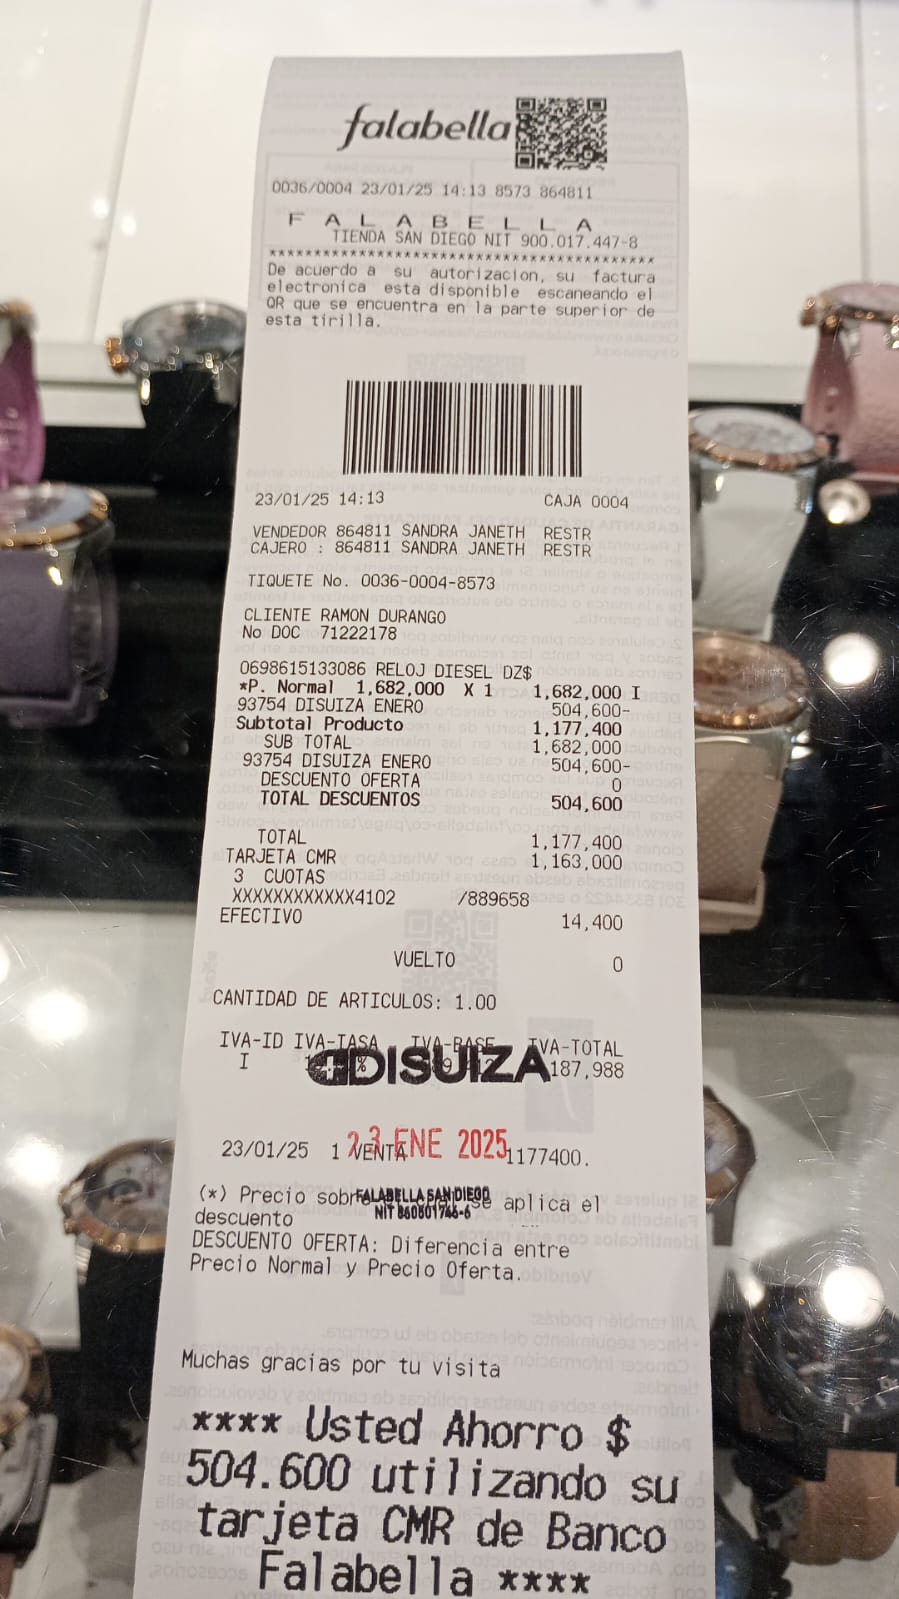 falabella
0036/0004 23/01/25 14:13 8573 864811
F A L A B E L L A
TIENDA SAN DIEGO NIT 900.017.447-8
******************************************
De acuerdo a su autorizacion, su factura
electronica esta disponible escaneando el
QR que se encuentra en la parte superior de
esta tirilla.
23/01/25 14:13 CAJA 0004
VENDEDOR 864811 SANDRA JANETH RESTR
CAJERO : 864811 SANDRA JANETH RESTR
TIQUETE No. 0036-0004-8573
CLIENTE RAMON DURANGO
No DOC 71222178
0698615133086 RELOJ DIESEL DZ$
*P. Normal 1,682,000 X 1 1,682,000 I
93754 DISUIZA ENERO 504,600-
Subtotal Producto 1,177,400
SUB TOTAL 1,682,000
93754 DISUIZA ENERO 504,600-
DESCUENTO OFERTA 0
TOTAL DESCUENTOS 504,600
TOTAL 1,177,400
TARJETA CMR 1,163,000
3 CUOTAS
XXXXXXXXXXXX4102 /889658
EFECTIVO 14,400
VUELTO 0
CANTIDAD DE ARTICULOS: 1.00
IVA-ID IVA-TASA IVA-BASE IVA-TOTAL
I 187,988
DISUIZA
23/01/25 1 VENTA 1177400.
23 ENE 2025
(*) Precio sobre se aplica el
FALABELLA SAN DIEGO
NIT 860801746-6
descuento
DESCUENTO OFERTA: Diferencia entre
Precio Normal y Precio Oferta.
Muchas gracias por tu visita
**** Usted Ahorro $
504.600 utilizando su
tarjeta CMR de Banco
Falabella ****